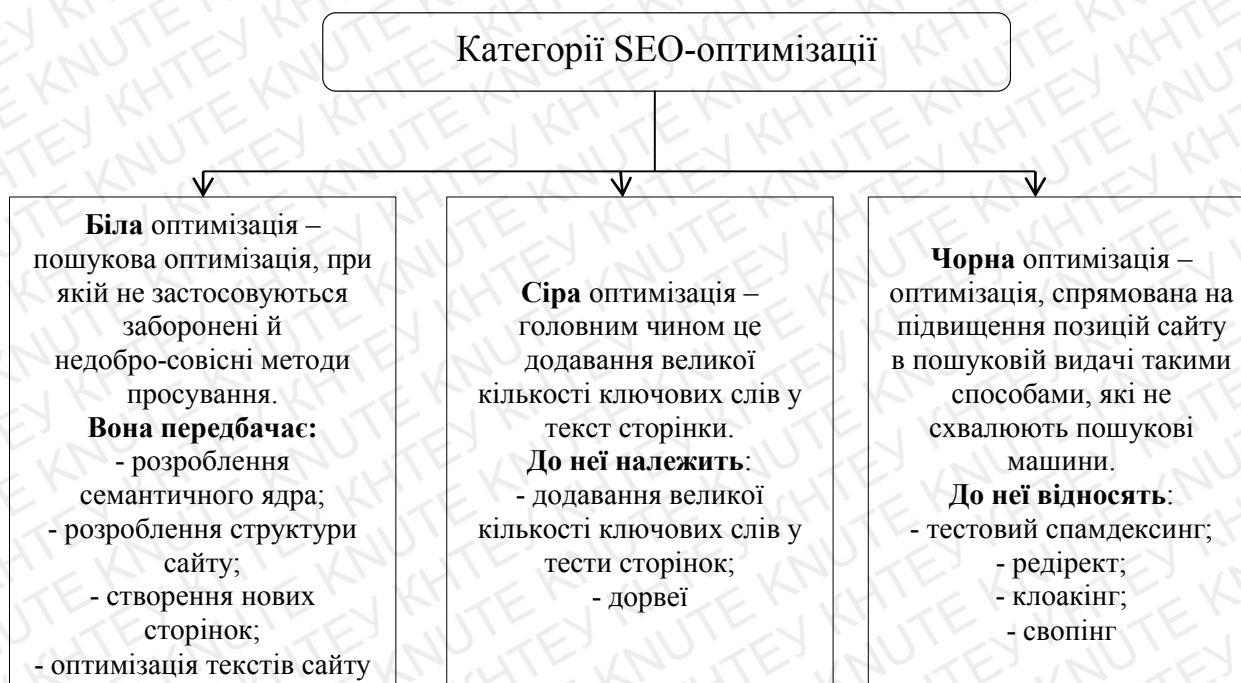 Категорії SEO-оптимізації
Біла оптимізація –
пошукова оптимізація, при
якій не застосовуються
заборонені й
недобро-совісні методи
просування.
Вона передбачає:
- розроблення
семантичного ядра;
- розроблення структури
сайту;
- створення нових
сторінок;
- оптимізація текстів сайту
Сіра оптимізація –
головним чином це
додавання великої
кількості ключових слів у
текст сторінки.
До неї належить:
- додавання великої
кількості ключових слів у
тести сторінок;
- дорвеї
Чорна оптимізація –
оптимізація, спрямована на
підвищення позицій сайту
в пошуковій видачі такими
способами, які не
схвалюють пошукові
машини.
До неї відносять:
- тестовий спамдексинг;
- редірект;
- клоакінг;
- свопінг